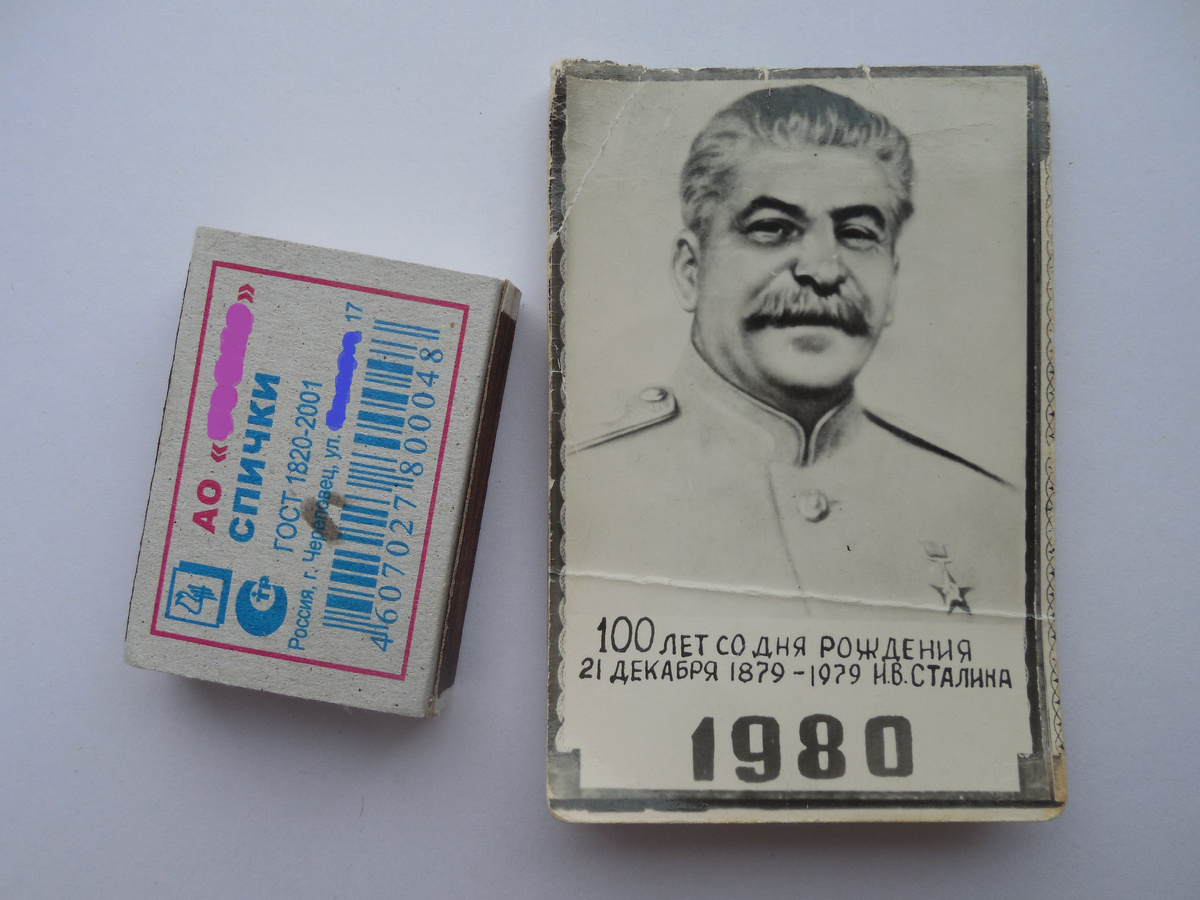 АО « »
СПИЧКИ
ГОСТ 1820-2001
Россия, г. Череповец, ул. 17
4607027800048
тр
100 ЛЕТ СО ДНЯ РОЖДЕНИЯ
21 ДЕКАБРЯ 1879-1979 И.В.СТАЛИНА
1980